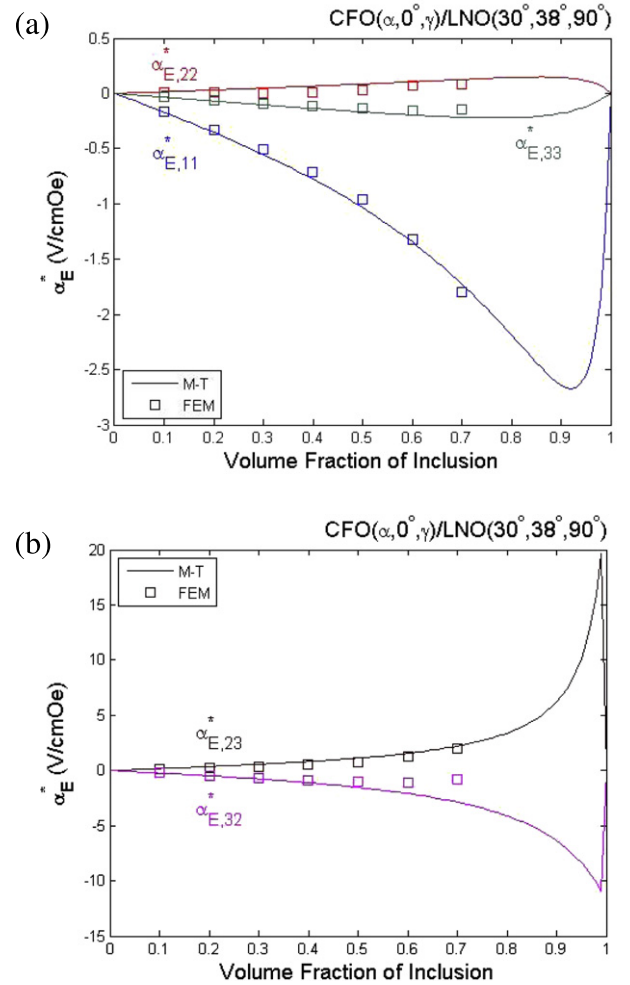 (a)
CFO(α,0°,γ)/LNO(30°,38°,90°)
0.5
0
-0.5
-1
-1.5
-2
-2.5
-3
α*E,22
α*E,33
α*E,11
α*E (V/cmOe)
M-T
FEM
0 0.1 0.2 0.3 0.4 0.5 0.6 0.7 0.8 0.9 1
Volume Fraction of Inclusion
(b)
CFO(α,0°,γ)/LNO(30°,38°,90°)
20
15
10
5
0
-5
-10
-15
M-T
FEM
α*E,23
α*E,32
α*E (V/cmOe)
0 0.1 0.2 0.3 0.4 0.5 0.6 0.7 0.8 0.9 1
Volume Fraction of Inclusion